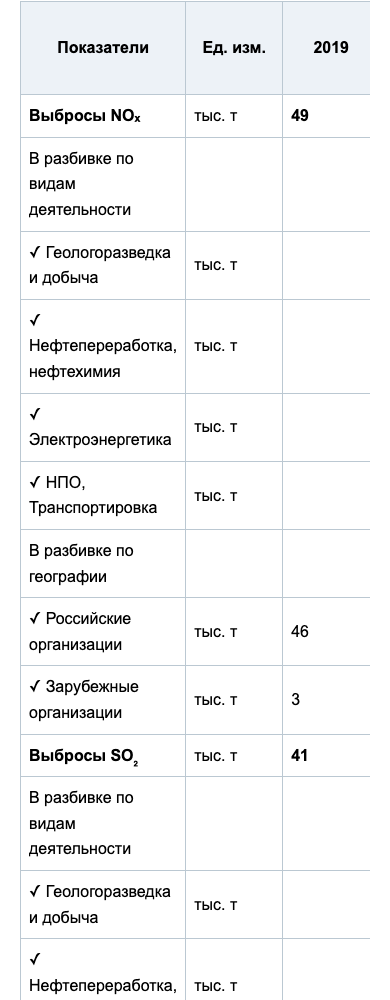 Показатели Ед. изм. 2019
Выбросы NOₓ тыс. т 49
В разбивке по
видам
деятельности
✓ Геологоразведка
и добыча тыс. т
✓
Нефтепереработка, тыс. т
нефтехимия
✓
Электроэнергетика тыс. т
✓ НПО,
Транспортировка тыс. т
В разбивке по
географии
✓ Российские
организации тыс. т 46
✓ Зарубежные
организации тыс. т 3
Выбросы SO₂ тыс. т 41
В разбивке по
видам
деятельности
✓ Геологоразведка
и добыча тыс. т
✓
Нефтепереработка, тыс. т